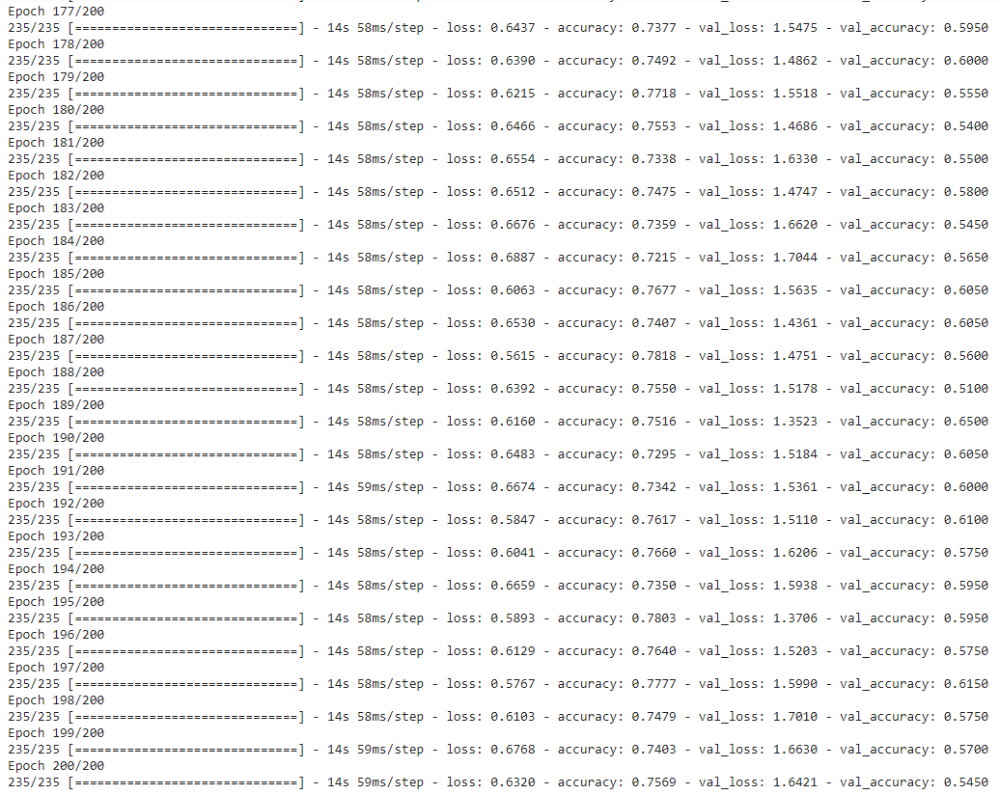 Epoch 177/200
235/235 [==============================] - 14s 58ms/step - loss: 0.6437 - accuracy: 0.7377 - val_loss: 1.5475 - val_accuracy: 0.5950
Epoch 178/200
235/235 [==============================] - 14s 58ms/step - loss: 0.6390 - accuracy: 0.7492 - val_loss: 1.4862 - val_accuracy: 0.6000
Epoch 179/200
235/235 [==============================] - 14s 58ms/step - loss: 0.6215 - accuracy: 0.7718 - val_loss: 1.5518 - val_accuracy: 0.5550
Epoch 180/200
235/235 [==============================] - 14s 58ms/step - loss: 0.6466 - accuracy: 0.7553 - val_loss: 1.4686 - val_accuracy: 0.5400
Epoch 181/200
235/235 [==============================] - 14s 58ms/step - loss: 0.6554 - accuracy: 0.7338 - val_loss: 1.6330 - val_accuracy: 0.5500
Epoch 182/200
235/235 [==============================] - 14s 58ms/step - loss: 0.6512 - accuracy: 0.7475 - val_loss: 1.4747 - val_accuracy: 0.5800
Epoch 183/200
235/235 [==============================] - 14s 58ms/step - loss: 0.6676 - accuracy: 0.7359 - val_loss: 1.6620 - val_accuracy: 0.5450
Epoch 184/200
235/235 [==============================] - 14s 58ms/step - loss: 0.6887 - accuracy: 0.7215 - val_loss: 1.7044 - val_accuracy: 0.5650
Epoch 185/200
235/235 [==============================] - 14s 58ms/step - loss: 0.6063 - accuracy: 0.7677 - val_loss: 1.5635 - val_accuracy: 0.6050
Epoch 186/200
235/235 [==============================] - 14s 58ms/step - loss: 0.6530 - accuracy: 0.7407 - val_loss: 1.4361 - val_accuracy: 0.6050
Epoch 187/200
235/235 [==============================] - 14s 58ms/step - loss: 0.5615 - accuracy: 0.7818 - val_loss: 1.4751 - val_accuracy: 0.5600
Epoch 188/200
235/235 [==============================] - 14s 58ms/step - loss: 0.6392 - accuracy: 0.7550 - val_loss: 1.5178 - val_accuracy: 0.5100
Epoch 189/200
235/235 [==============================] - 14s 58ms/step - loss: 0.6160 - accuracy: 0.7516 - val_loss: 1.3523 - val_accuracy: 0.6500
Epoch 190/200
235/235 [==============================] - 14s 58ms/step - loss: 0.6483 - accuracy: 0.7295 - val_loss: 1.5184 - val_accuracy: 0.6050
Epoch 191/200
235/235 [==============================] - 14s 59ms/step - loss: 0.6674 - accuracy: 0.7342 - val_loss: 1.5361 - val_accuracy: 0.6000
Epoch 192/200
235/235 [==============================] - 14s 58ms/step - loss: 0.5847 - accuracy: 0.7617 - val_loss: 1.5110 - val_accuracy: 0.6100
Epoch 193/200
235/235 [==============================] - 14s 58ms/step - loss: 0.6041 - accuracy: 0.7660 - val_loss: 1.6206 - val_accuracy: 0.5750
Epoch 194/200
235/235 [==============================] - 14s 58ms/step - loss: 0.6659 - accuracy: 0.7350 - val_loss: 1.5938 - val_accuracy: 0.5950
Epoch 195/200
235/235 [==============================] - 14s 58ms/step - loss: 0.5893 - accuracy: 0.7803 - val_loss: 1.3706 - val_accuracy: 0.5950
Epoch 196/200
235/235 [==============================] - 14s 58ms/step - loss: 0.6129 - accuracy: 0.7640 - val_loss: 1.5203 - val_accuracy: 0.5750
Epoch 197/200
235/235 [==============================] - 14s 58ms/step - loss: 0.5767 - accuracy: 0.7777 - val_loss: 1.5990 - val_accuracy: 0.6150
Epoch 198/200
235/235 [==============================] - 14s 58ms/step - loss: 0.6103 - accuracy: 0.7479 - val_loss: 1.7010 - val_accuracy: 0.5750
Epoch 199/200
235/235 [==============================] - 14s 59ms/step - loss: 0.6768 - accuracy: 0.7403 - val_loss: 1.6630 - val_accuracy: 0.5700
Epoch 200/200
235/235 [==============================] - 14s 59ms/step - loss: 0.6320 - accuracy: 0.7569 - val_loss: 1.6421 - val_accuracy: 0.5450